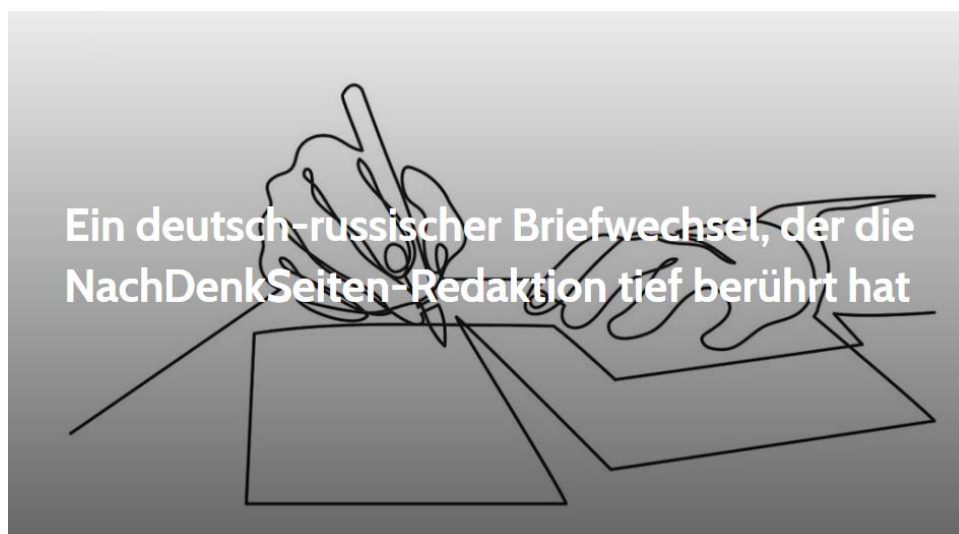 Ein deutsch-russischer Briefwechsel, der die
NachDenkSeiten-Redaktion tief berührt hat